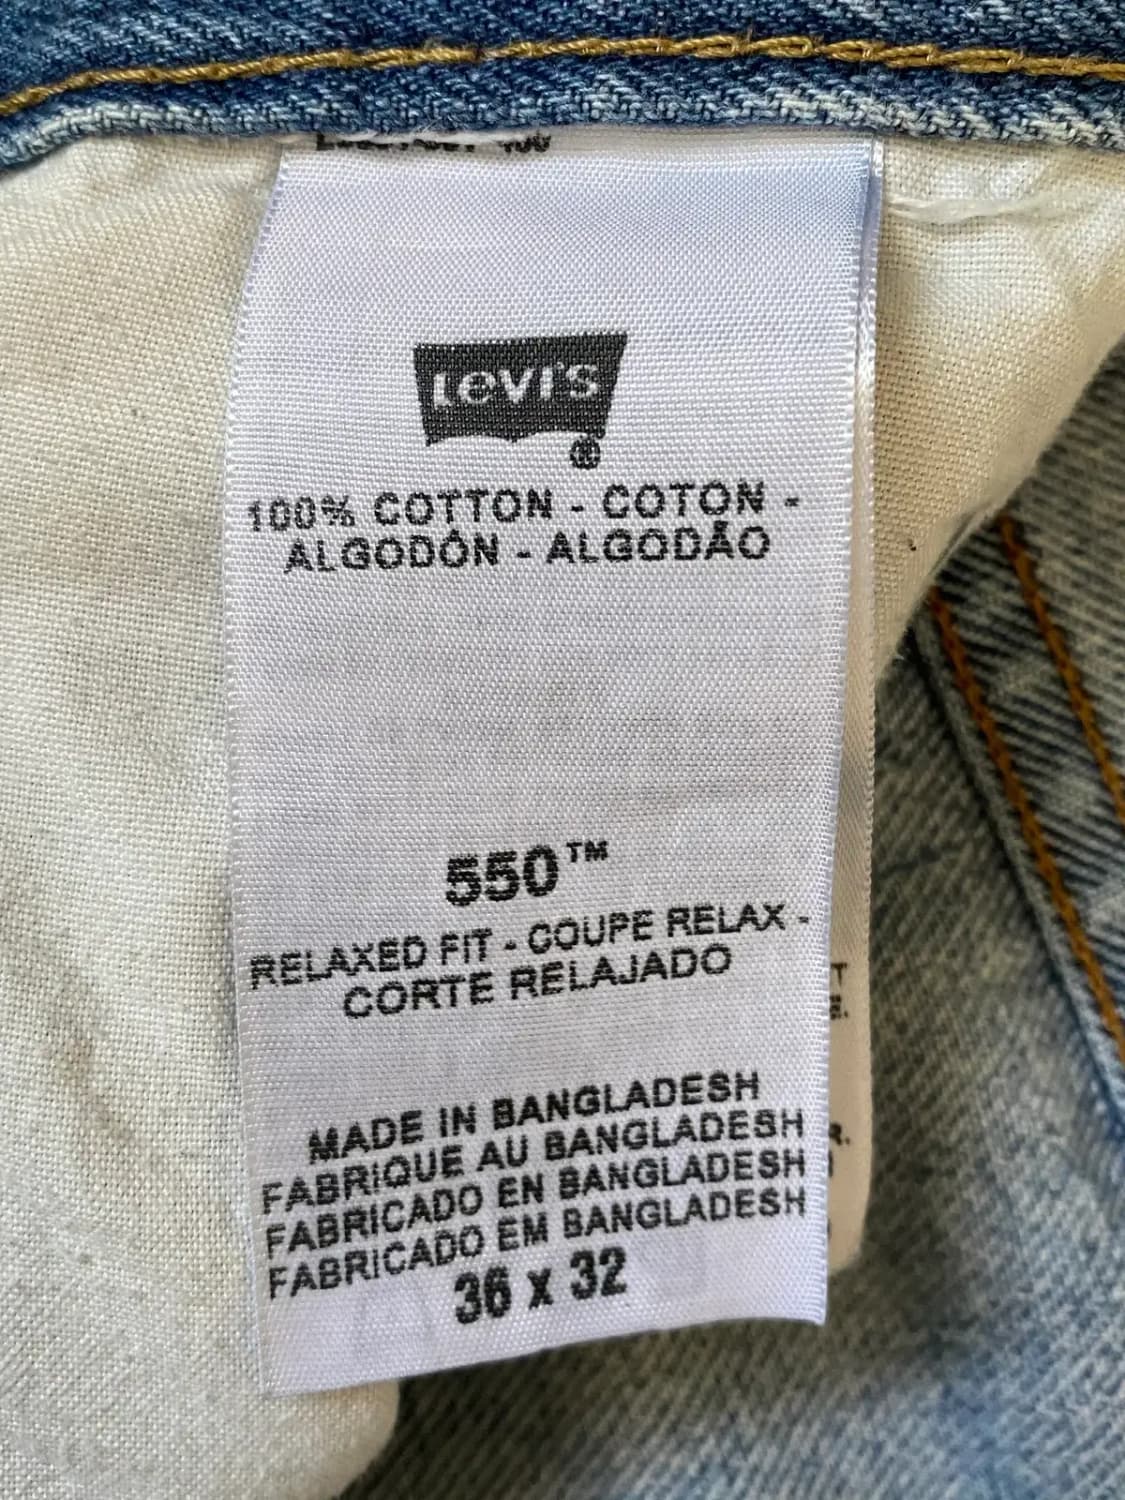 LEVI'S
®
100% COTTON - COTON -
ALGODÓN - ALGODÃO
550™
RELAXED FIT - COUPE RELAX -
CORTE RELAJADO
MADE IN BANGLADESH
FABRIQUE AU BANGLADESH
FABRICADO EN BANGLADESH
FABRICADO EM BANGLADESH
36 x 32